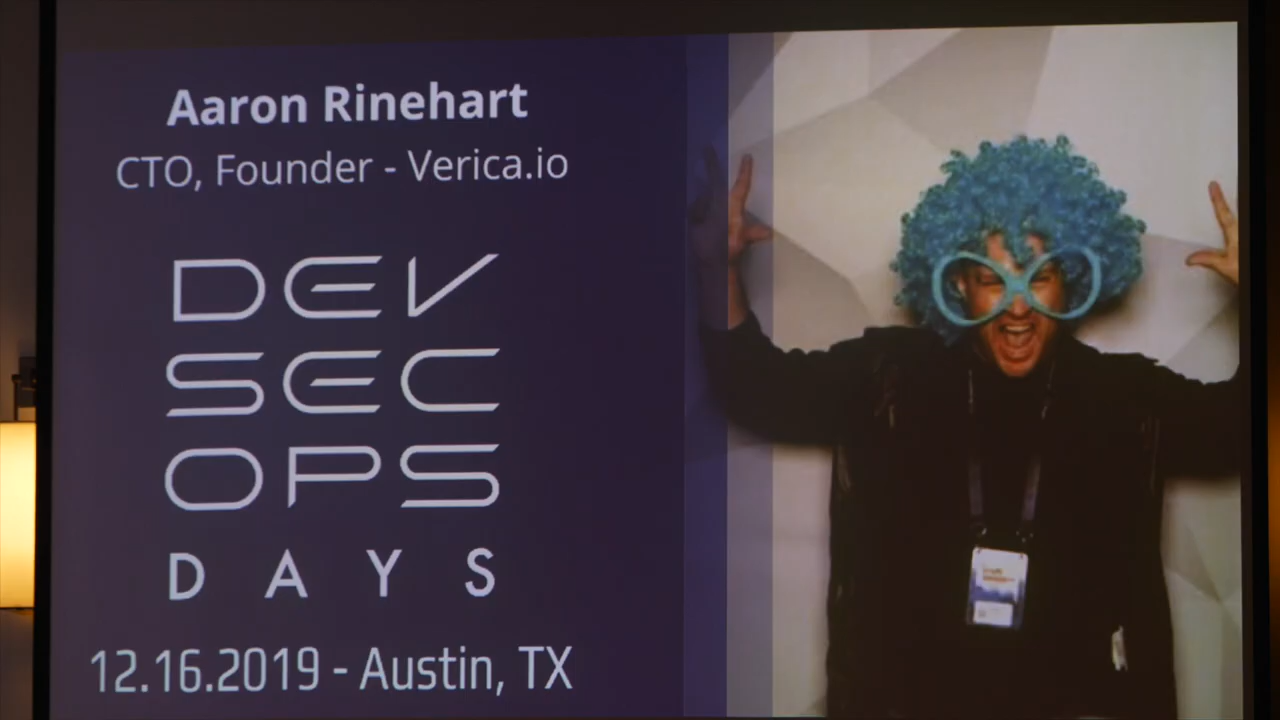 Aaron Rinehart
CTO, Founder - Verica.io
DEV
SEC
OPS
DAYS
12.16.2019 - Austin, TX